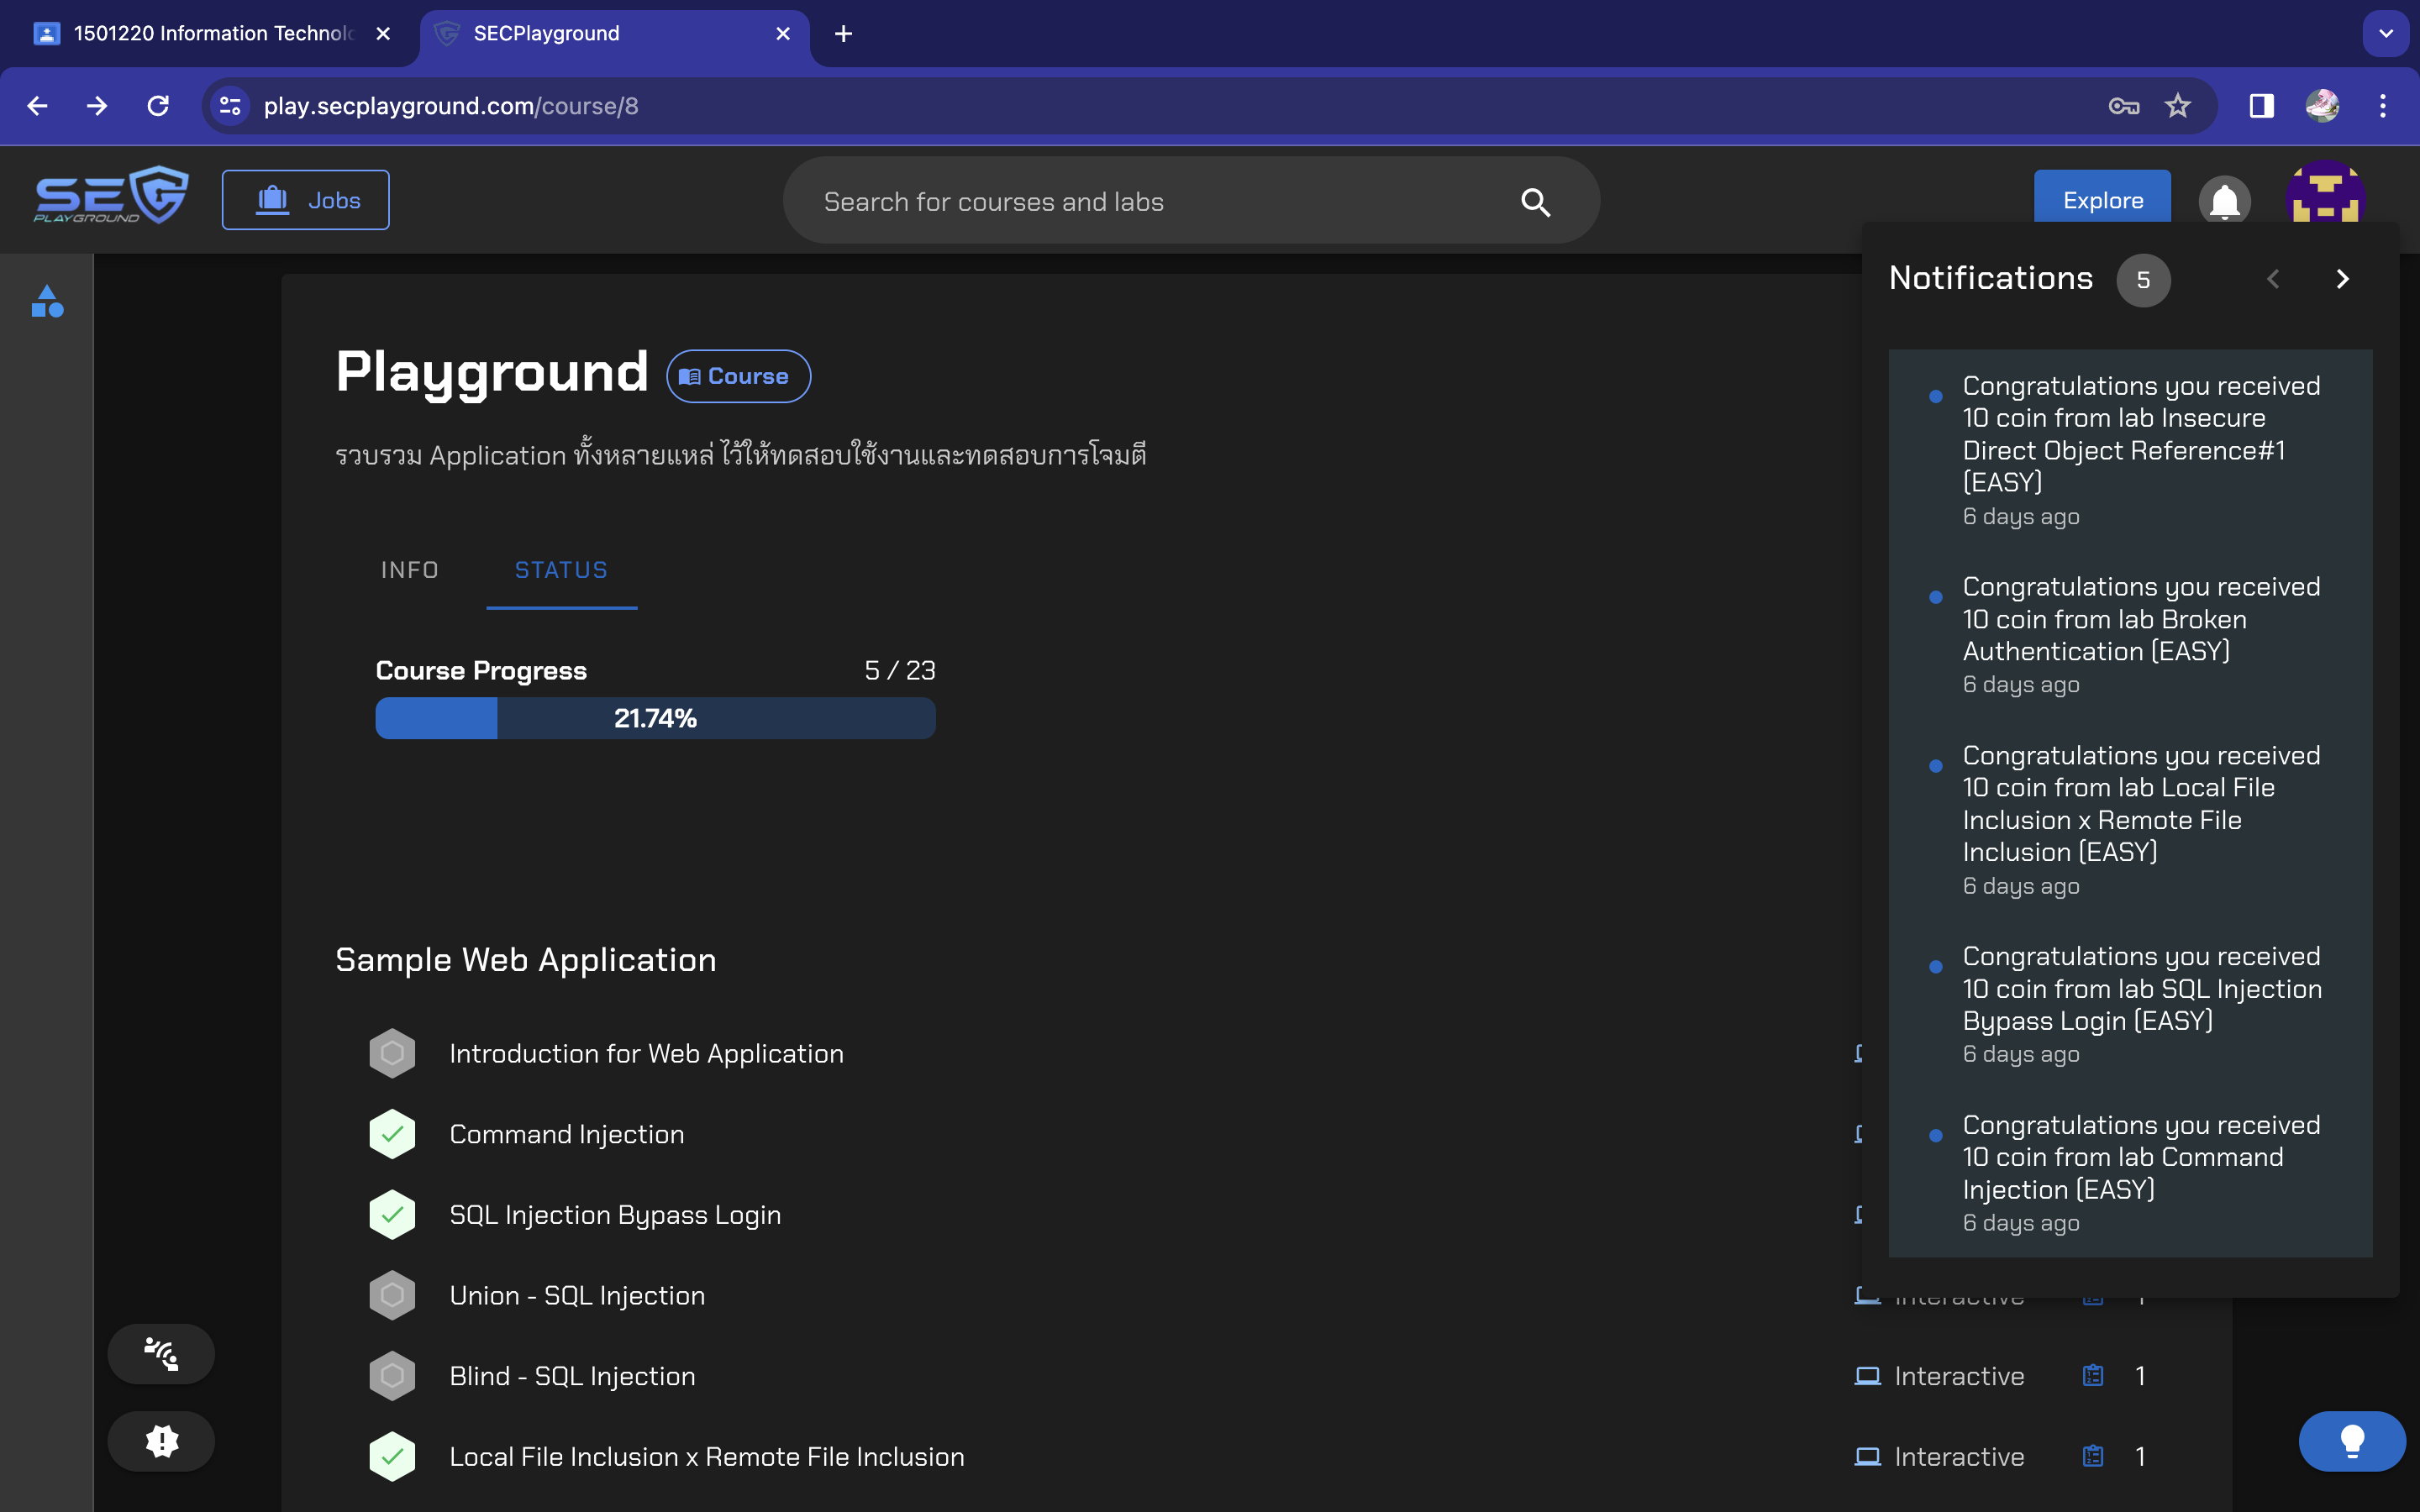 1501220 Information Technolo
SECPlayground
play.secplayground.com/course/8
SEC
PLAYGROUND
Jobs
Search for courses and labs
Explore
Playground
Course
รวบรวม Application ทั้งหลายแหล่ ไว้ให้ทดสอบใช้งานและทดสอบการโจมตี
INFO
STATUS
Course Progress
5 / 23
21.74%
Sample Web Application
Introduction for Web Application
Command Injection
SQL Injection Bypass Login
Union - SQL Injection
Interactive
1
Blind - SQL Injection
Interactive
1
Local File Inclusion x Remote File Inclusion
Interactive
1
Notifications
5
Congratulations you received
10 coin from lab Insecure
Direct Object Reference#1
(EASY)
6 days ago
Congratulations you received
10 coin from lab Broken
Authentication (EASY)
6 days ago
Congratulations you received
10 coin from lab Local File
Inclusion x Remote File
Inclusion (EASY)
6 days ago
Congratulations you received
10 coin from lab SQL Injection
Bypass Login (EASY)
6 days ago
Congratulations you received
10 coin from lab Command
Injection (EASY)
6 days ago